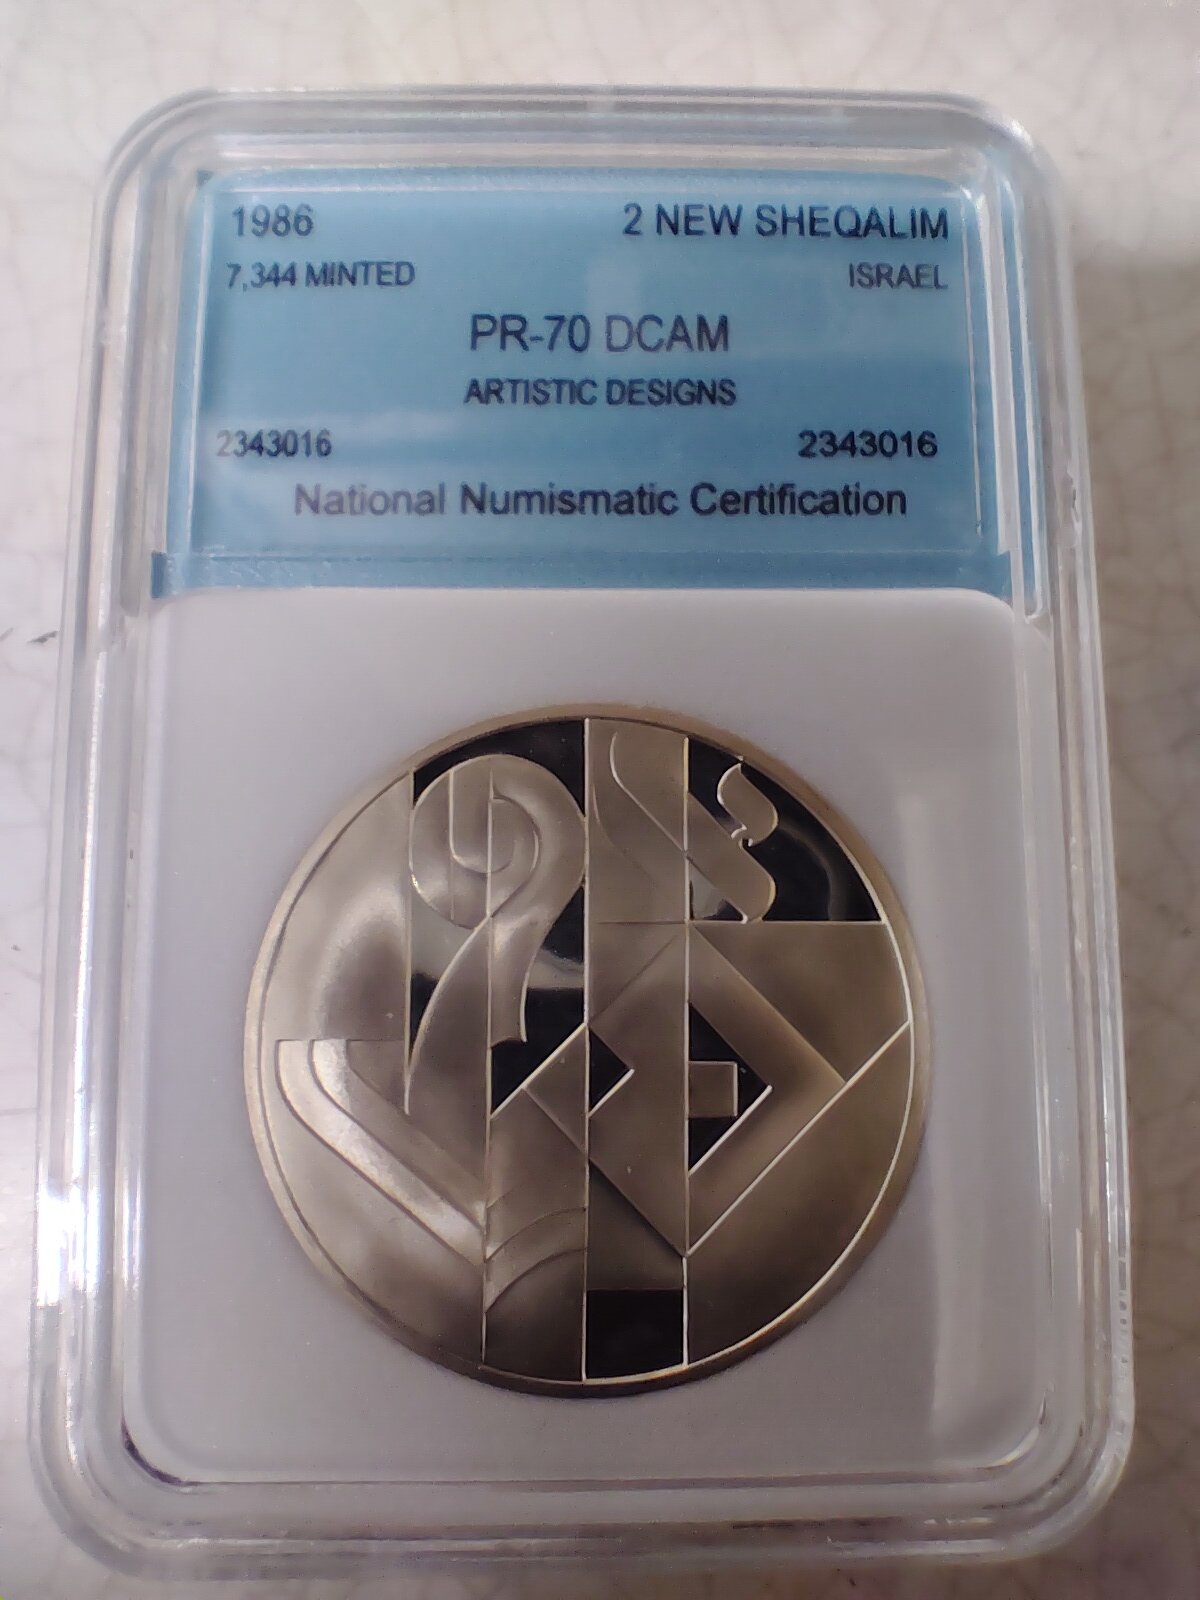 1986 2 NEW SHEQALIM
7,344 MINTED ISRAEL
PR-70 DCAM
ARTISTIC DESIGNS
2343016 2343016
National Numismatic Certification